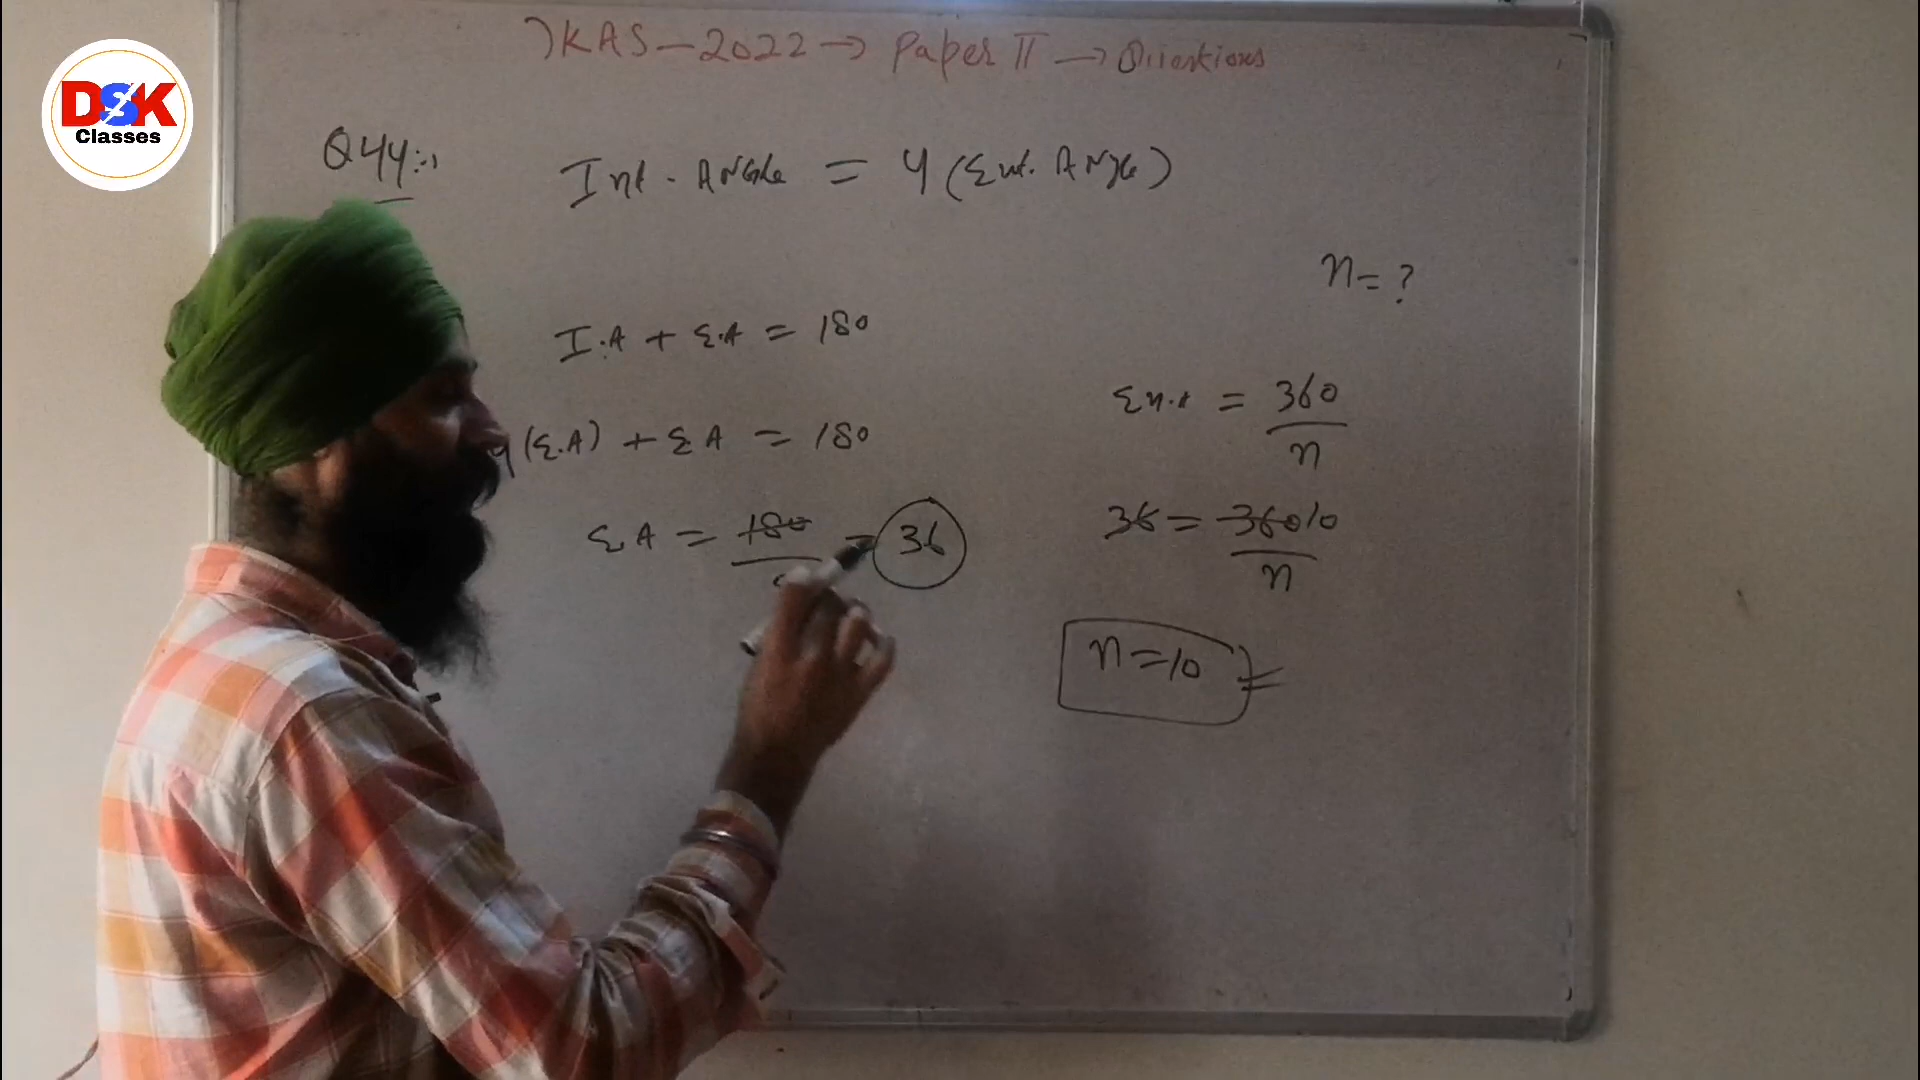 DSK
Classes
JKAS - 2022 → Paper II → Questions
Q44:-
Int. Angle = 4 (Ext. Angle)
n = ?
I.A + E.A = 180
4 (E.A) + E A = 180
E A = 180 = 36
Ext.A = 360
n
36 = 360 10
n
n = 10